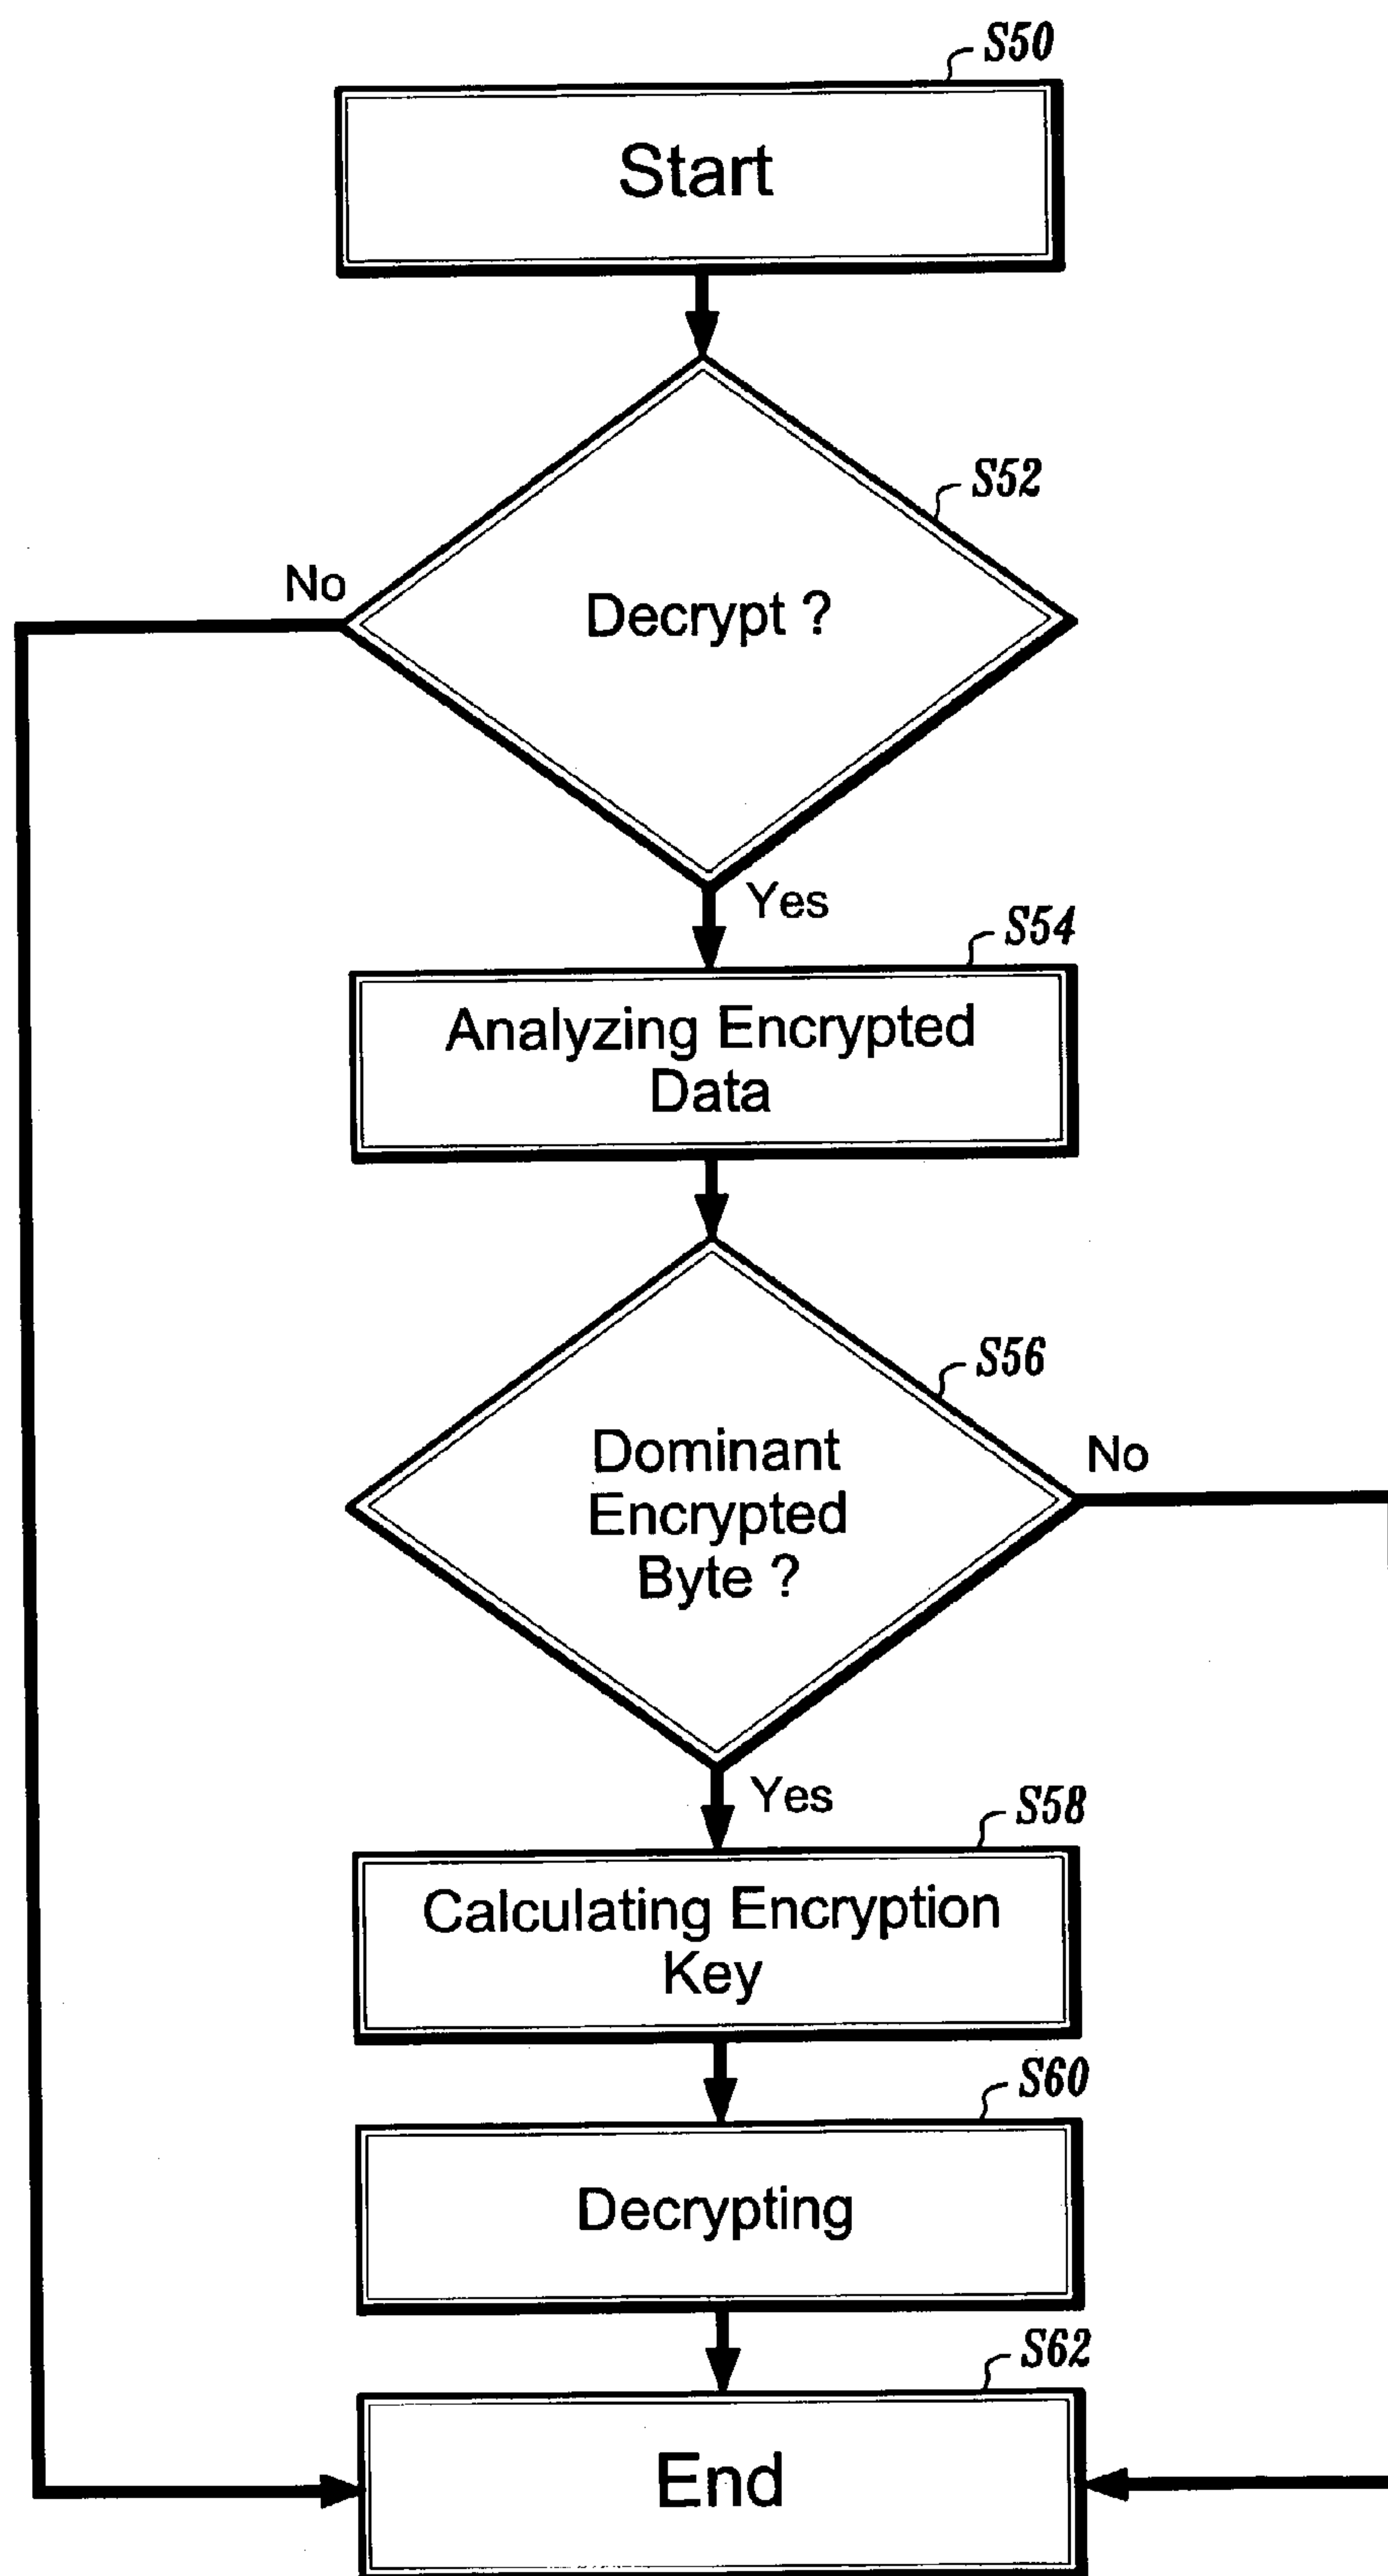 S50
Start
S52
No
Decrypt ?
Yes
S54
Analyzing Encrypted
Data
S56
No
Dominant
Encrypted
Byte ?
Yes
S58
Calculating Encryption
Key
S60
Decrypting
S62
End